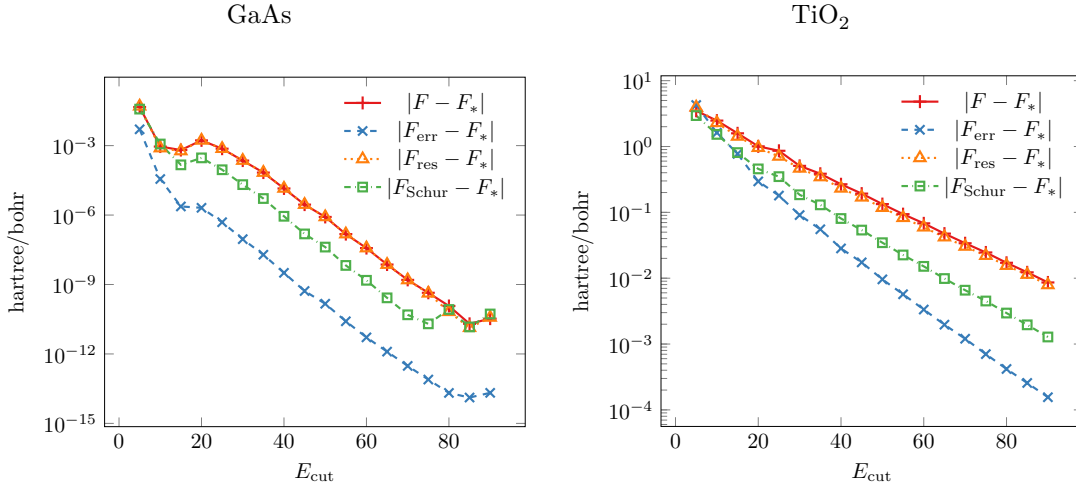 GaAs
10⁻³
10⁻⁶
10⁻⁹
10⁻¹²
10⁻¹⁵
hartree/bohr
|F − F∗|
|Ferr − F∗|
|Fres − F∗|
|FSchur − F∗|
0 20 40 60 80
Ecut
TiO₂
10¹
10⁰
10⁻¹
10⁻²
10⁻³
10⁻⁴
hartree/bohr
|F − F∗|
|Ferr − F∗|
|Fres − F∗|
|FSchur − F∗|
0 20 40 60 80
Ecut